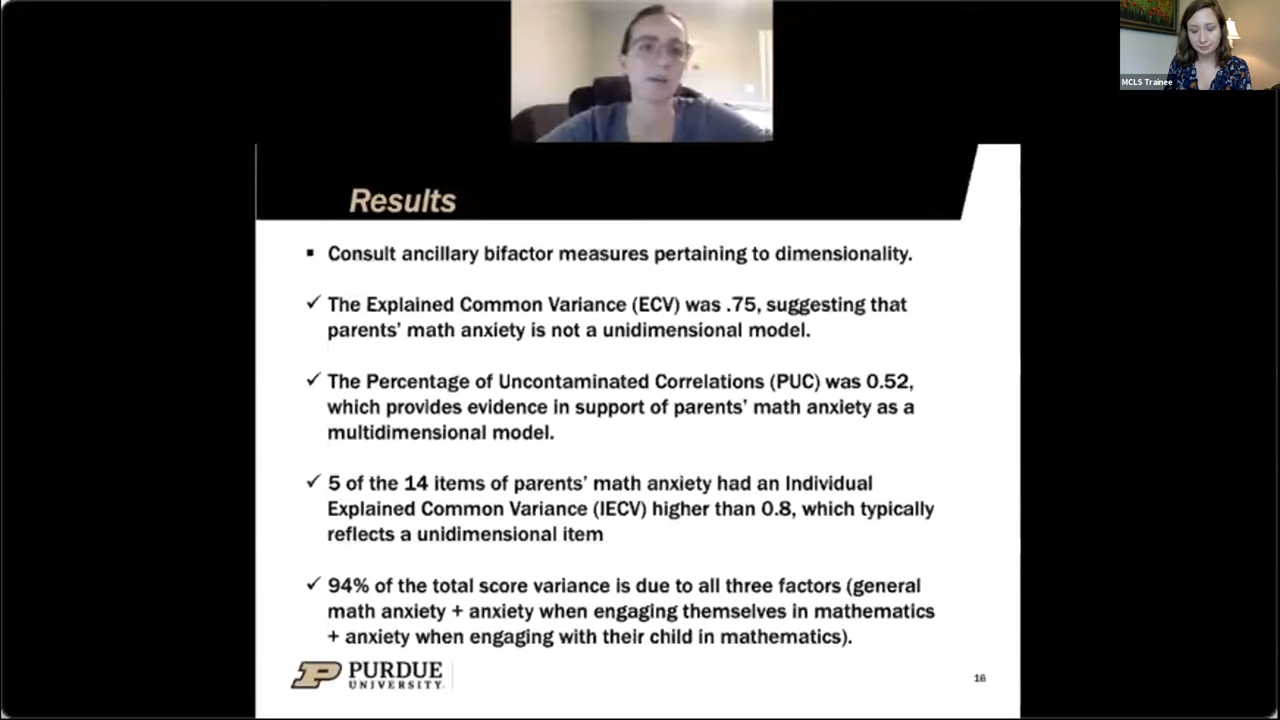 MCLS Trainee
Results
▪ Consult ancillary bifactor measures pertaining to dimensionality.
✓ The Explained Common Variance (ECV) was .75, suggesting that
parents' math anxiety is not a unidimensional model.
✓ The Percentage of Uncontaminated Correlations (PUC) was 0.52,
which provides evidence in support of parents' math anxiety as a
multidimensional model.
✓ 5 of the 14 items of parents' math anxiety had an Individual
Explained Common Variance (IECV) higher than 0.8, which typically
reflects a unidimensional item
✓ 94% of the total score variance is due to all three factors (general
math anxiety + anxiety when engaging themselves in mathematics
+ anxiety when engaging with their child in mathematics).
P PURDUE
UNIVERSITY.
16